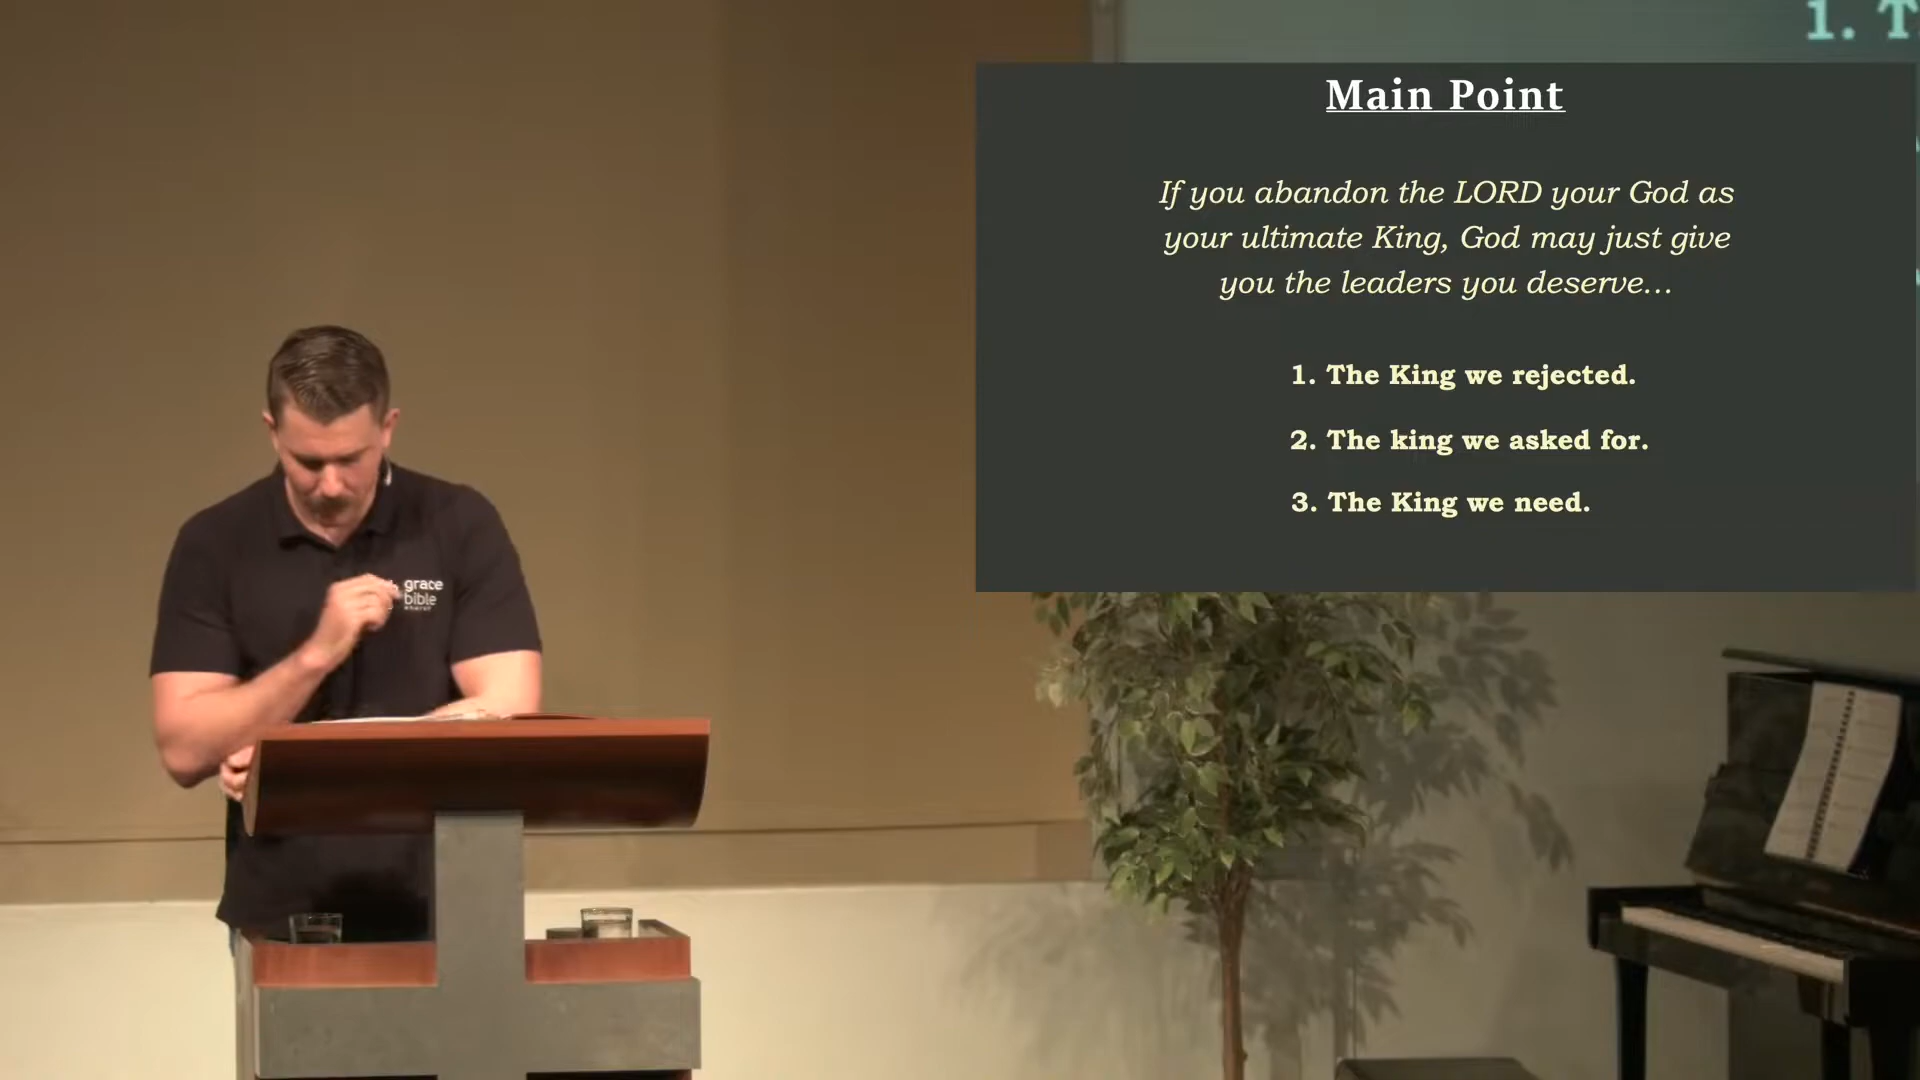 1. T
Main Point
If you abandon the LORD your God as
your ultimate King, God may just give
you the leaders you deserve...
1. The King we rejected.
2. The king we asked for.
3. The King we need.
grace
bible
church